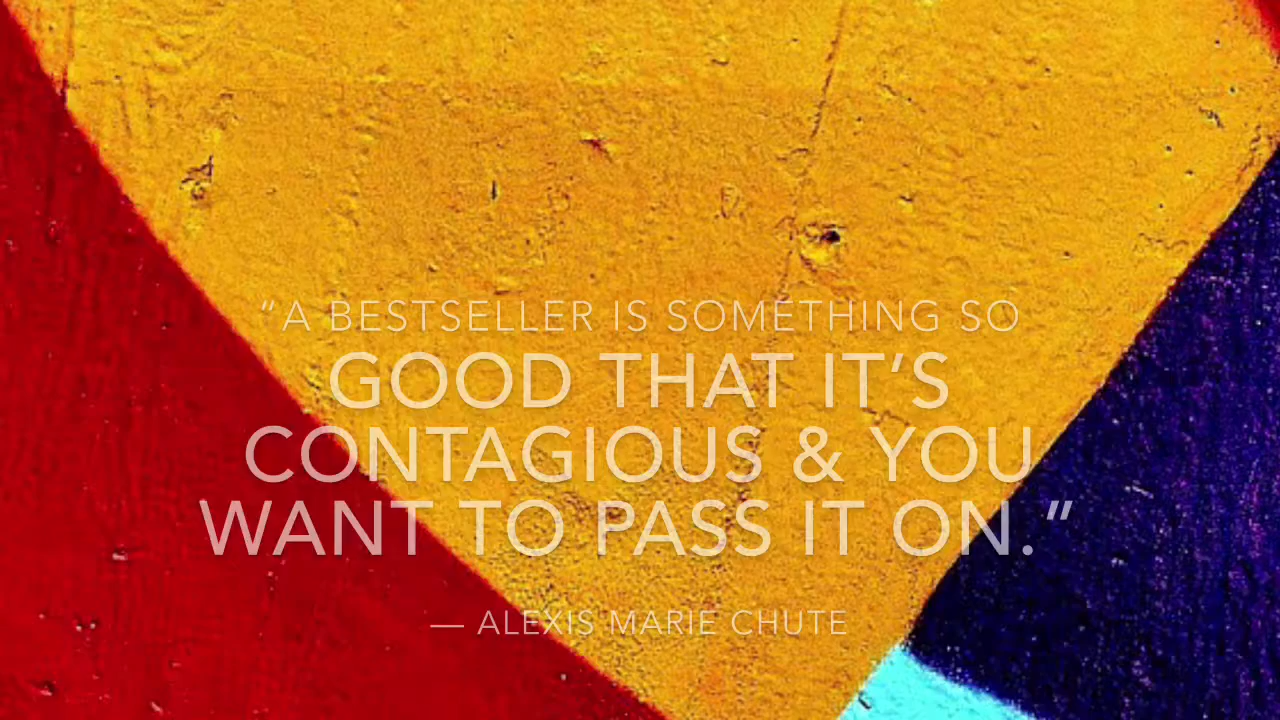 “A BESTSELLER IS SOMETHING SO
GOOD THAT IT’S
CONTAGIOUS & YOU
WANT TO PASS IT ON.”
— ALEXIS MARIE CHUTE